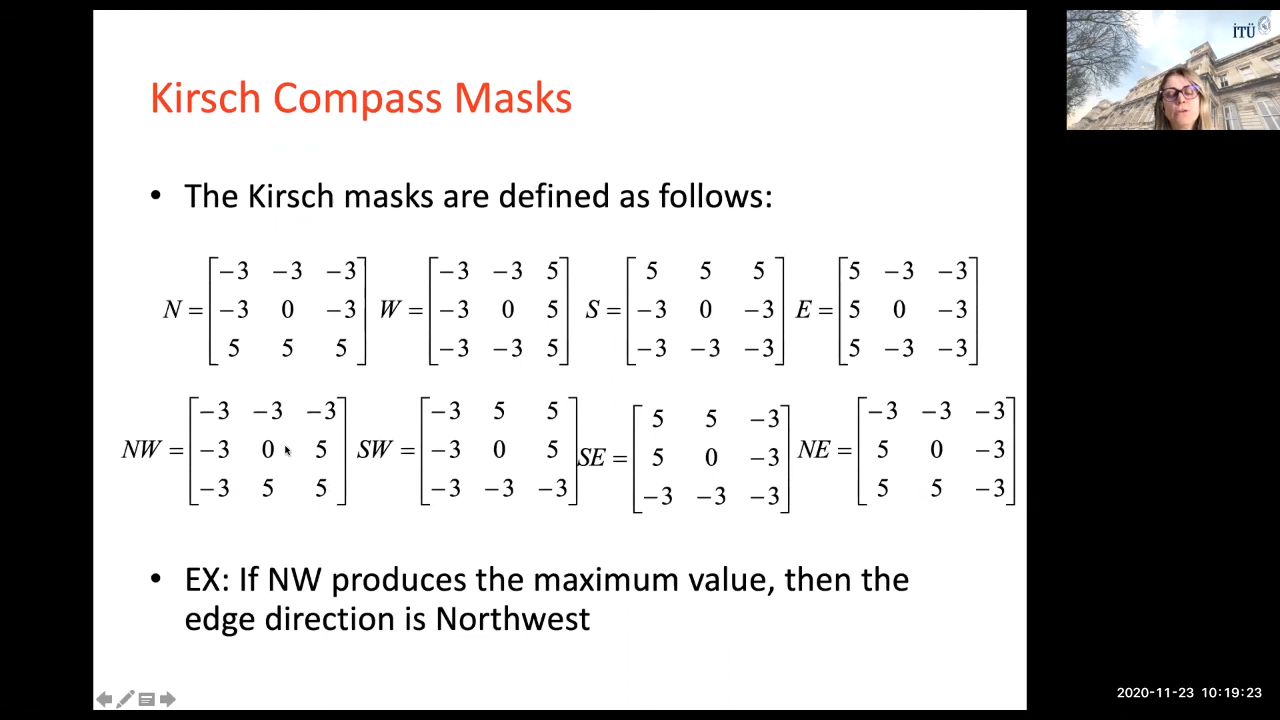 İTÜ
Kirsch Compass Masks
• The Kirsch masks are defined as follows:
N = [−3 −3 −3] W = [−3 −3 5] S = [5 5 5] E = [5 −3 −3]
[−3 0 −3] [−3 0 5] [−3 0 −3] [5 0 −3]
[5 5 5] [−3 −3 5] [−3 −3 −3] [5 −3 −3]
NW = [−3 −3 −3] SW = [−3 5 5] SE = [5 5 −3] NE = [−3 −3 −3]
[−3 0 5] [−3 0 5] [5 0 −3] [5 0 −3]
[−3 5 5] [−3 −3 −3] [−3 −3 −3] [5 5 −3]
• EX: If NW produces the maximum value, then the
edge direction is Northwest
2020-11-23 10:19:23